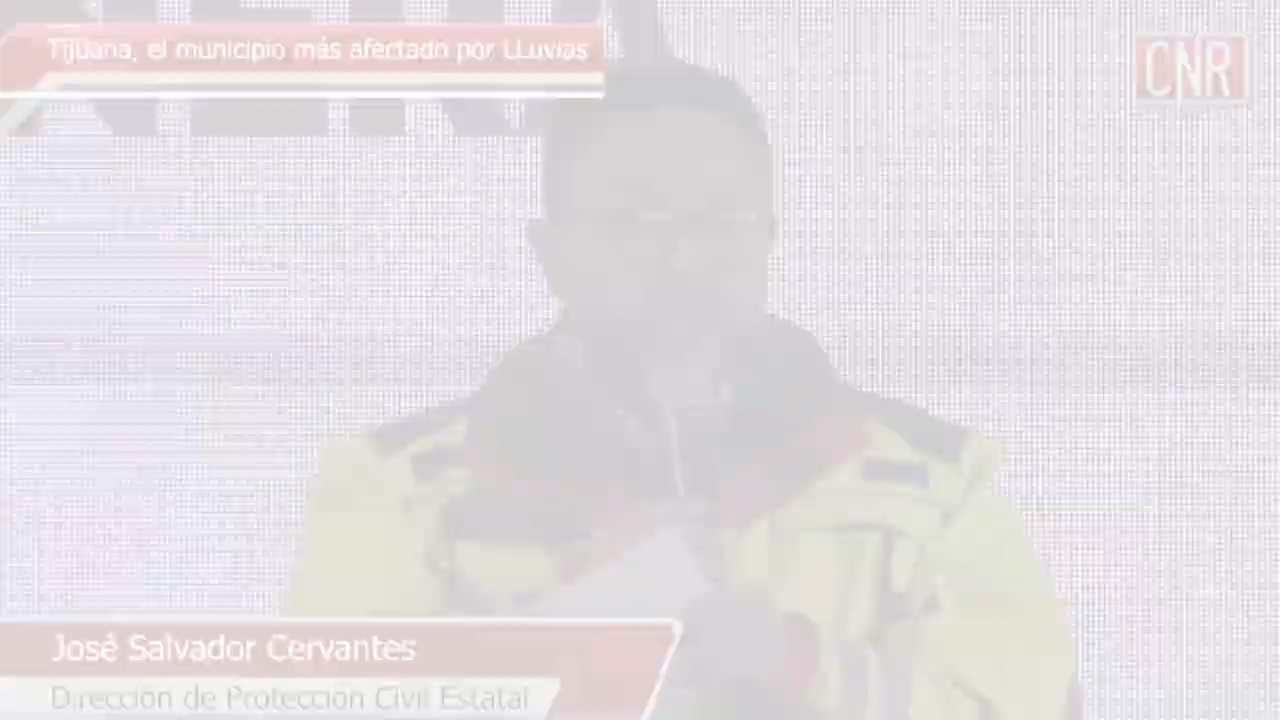 Tijuana, el municipio más afectado por LLuvias
CNR
José Salvador Cervantes
Dirección de Protección Civil Estatal